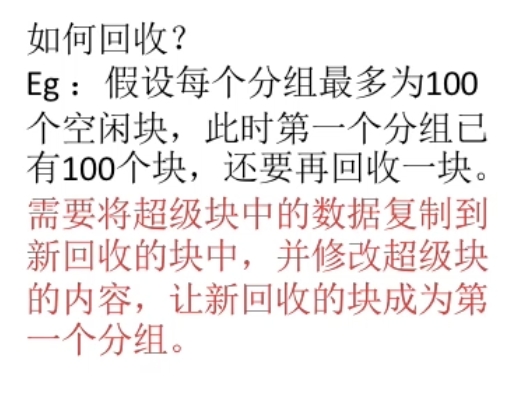 如何回收？
Eg： 假设每个分组最多为100
个空闲块，此时第一个分组已
有100个块，还要再回收一块。
需要将超级块中的数据复制到
新回收的块中，并修改超级块
的内容，让新回收的块成为第
一个分组。